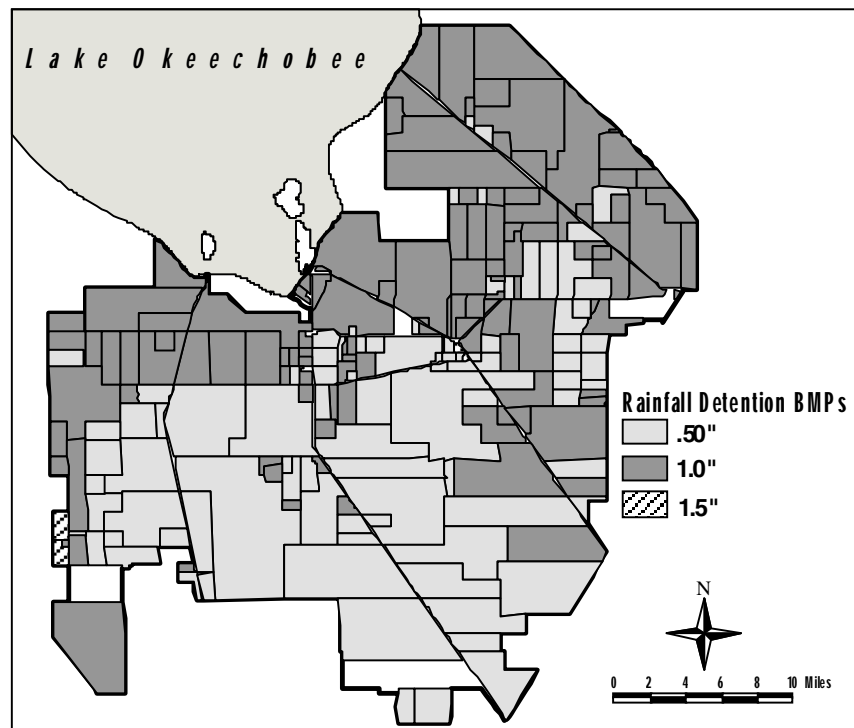 Lake Okeechobee
Rainfall Detention BMPs
.50"
1.0"
1.5"
N
0 2 4 6 8 10 Miles